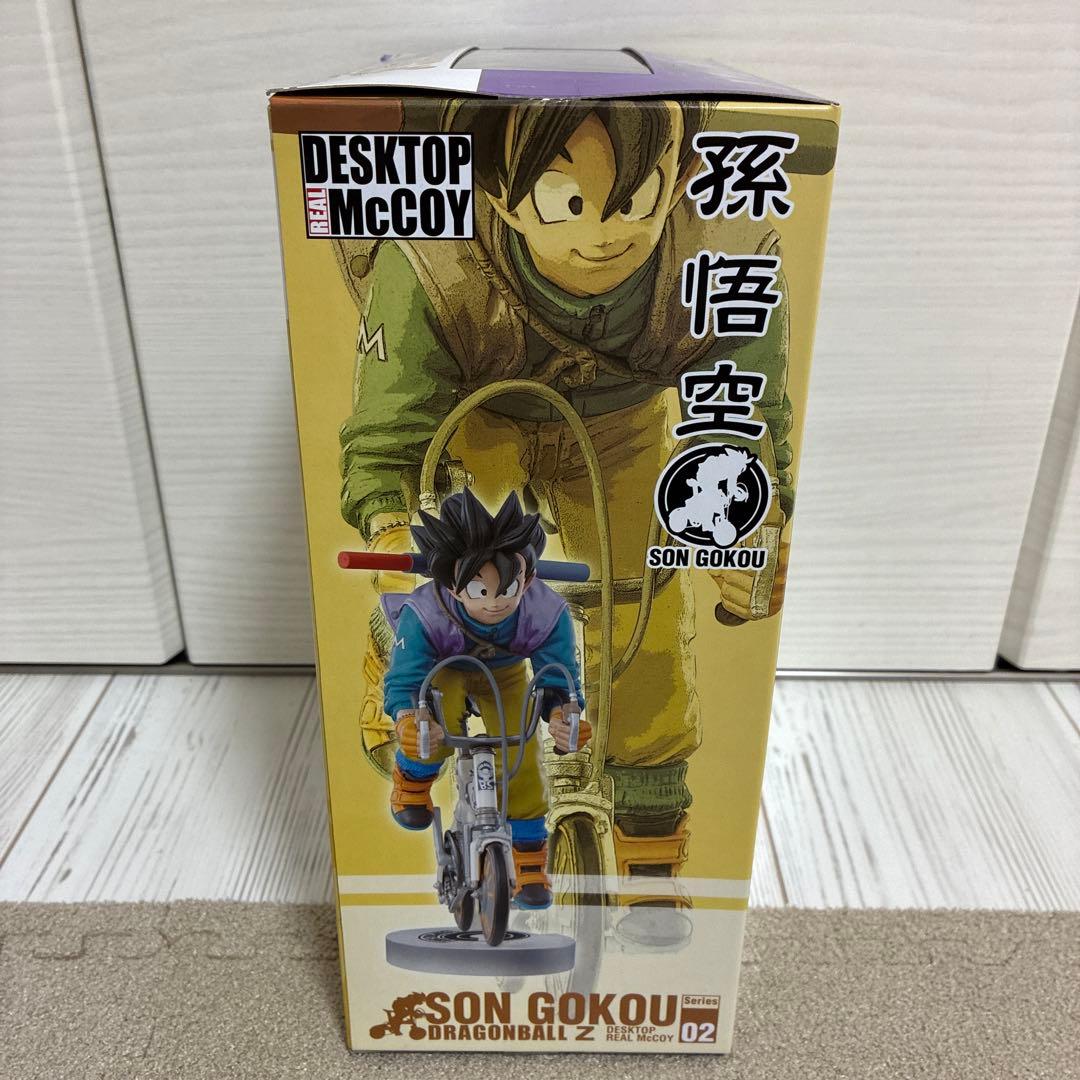 DESKTOP
REAL McCOY
孫悟空
SON GOKOU
M
M
SON GOKOU
DRAGONBALL Z
DESKTOP
REAL McCOY
Series
02